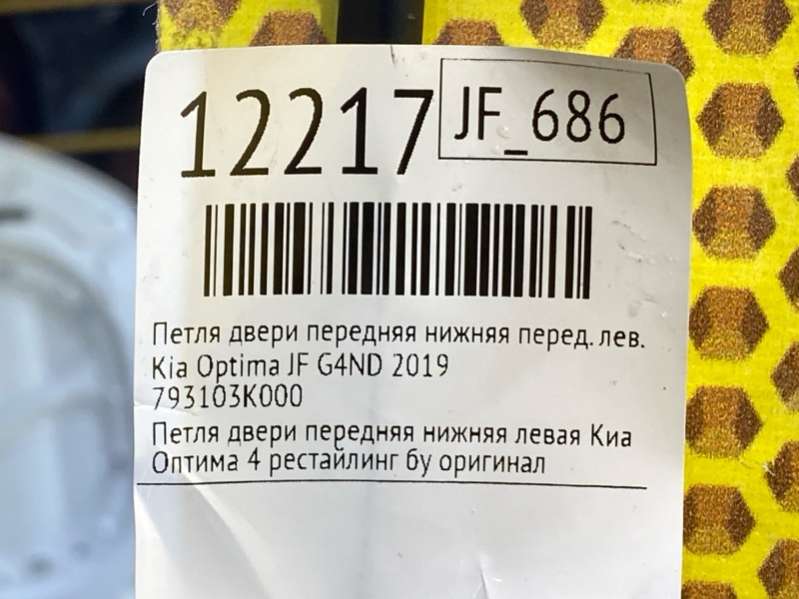 12217
JF_686
Петля двери передняя нижняя перед. лев.
Kia Optima JF G4ND 2019
793103K000
Петля двери передняя нижняя левая Киа
Оптима 4 рестайлинг бу оригинал